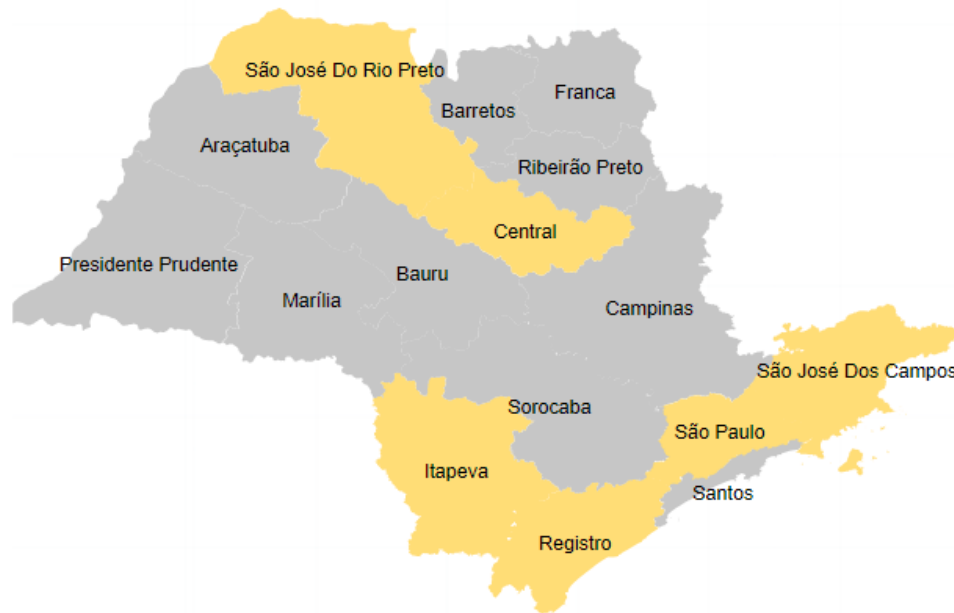 São José Do Rio Preto
Franca
Barretos
Araçatuba
Ribeirão Preto
Central
Presidente Prudente
Bauru
Marília
Campinas
São José Dos Campos
Sorocaba
São Paulo
Itapeva
Santos
Registro